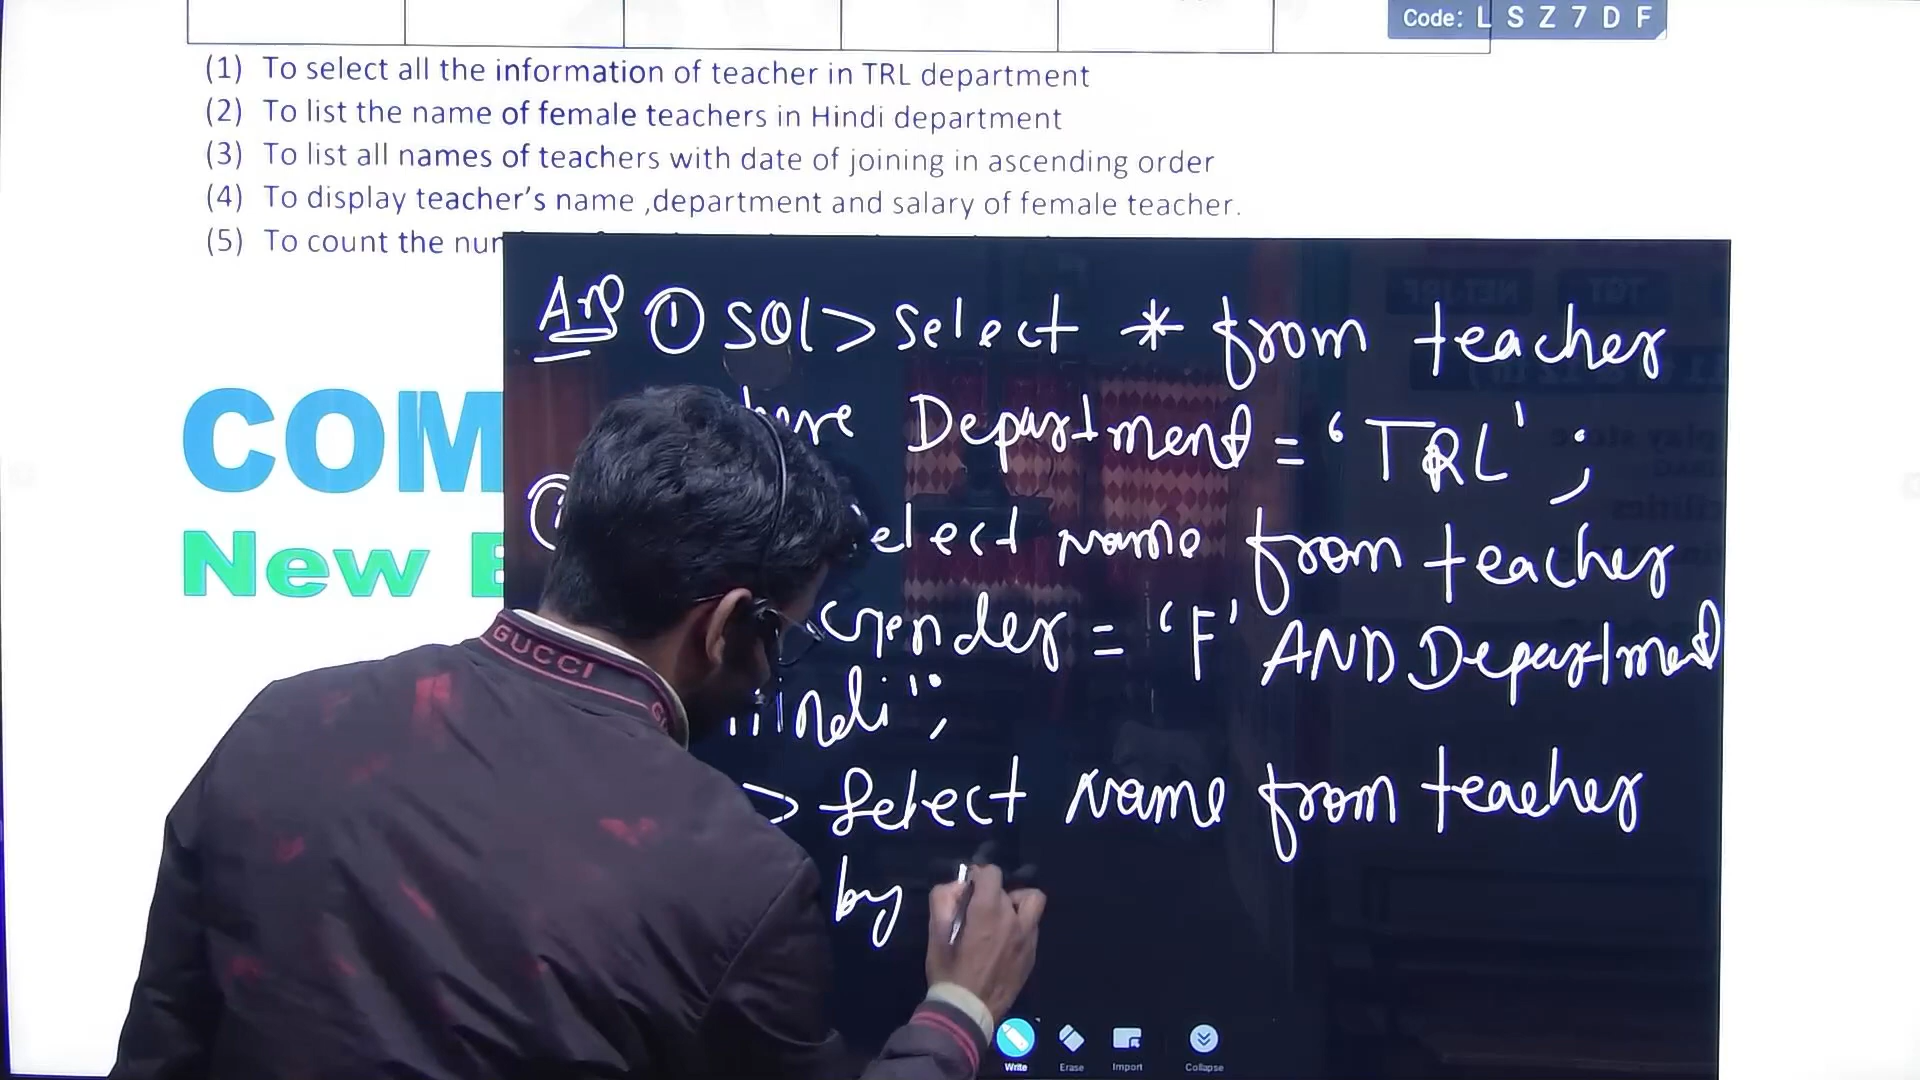 Code: L S Z 7 D F
(1) To select all the information of teacher in TRL department
(2) To list the name of female teachers in Hindi department
(3) To list all names of teachers with date of joining in ascending order
(4) To display teacher's name ,department and salary of female teacher.
(5) To count the
COM
New
Ans ① SQL> Select * from teacher
Department = 'TRL' ;
name from teacher
Gender = 'F' AND Department
Hindi";
> Select Name from teacher
by
GUCCI
Write Erase Import Collapse